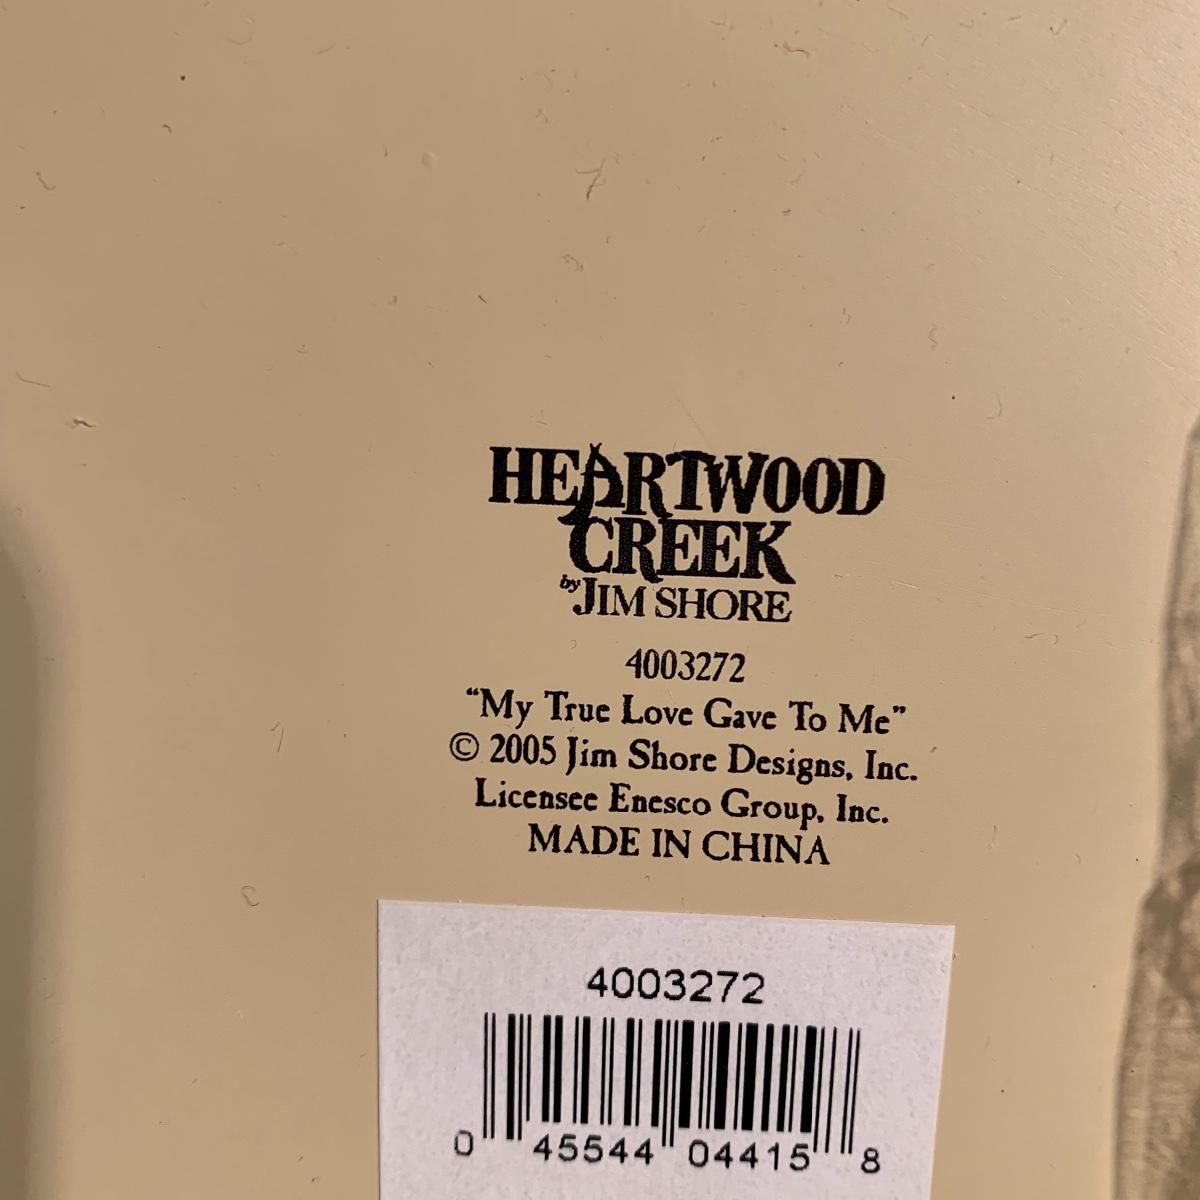 HEARTWOOD
CREEK
by JIM SHORE
4003272
“My True Love Gave To Me”
© 2005 Jim Shore Designs, Inc.
Licensee Enesco Group, Inc.
MADE IN CHINA
4003272
0 45544 04415 8